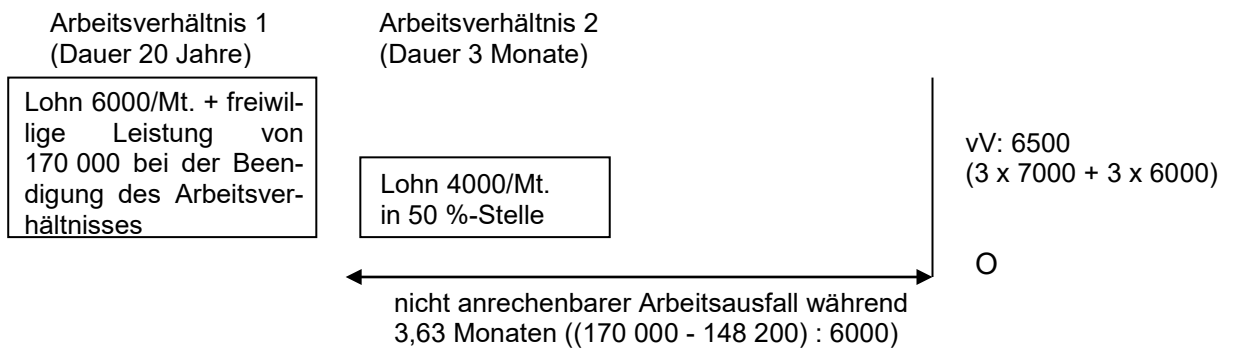 Arbeitsverhältnis 1
(Dauer 20 Jahre)
Arbeitsverhältnis 2
(Dauer 3 Monate)
Lohn 6000/Mt. + freiwil-
lige Leistung von
170 000 bei der Been-
digung des Arbeitsver-
hältnisses
Lohn 4000/Mt.
in 50 %-Stelle
vV: 6500
(3 x 7000 + 3 x 6000)
O
nicht anrechenbarer Arbeitsausfall während
3,63 Monaten ((170 000 - 148 200) : 6000)